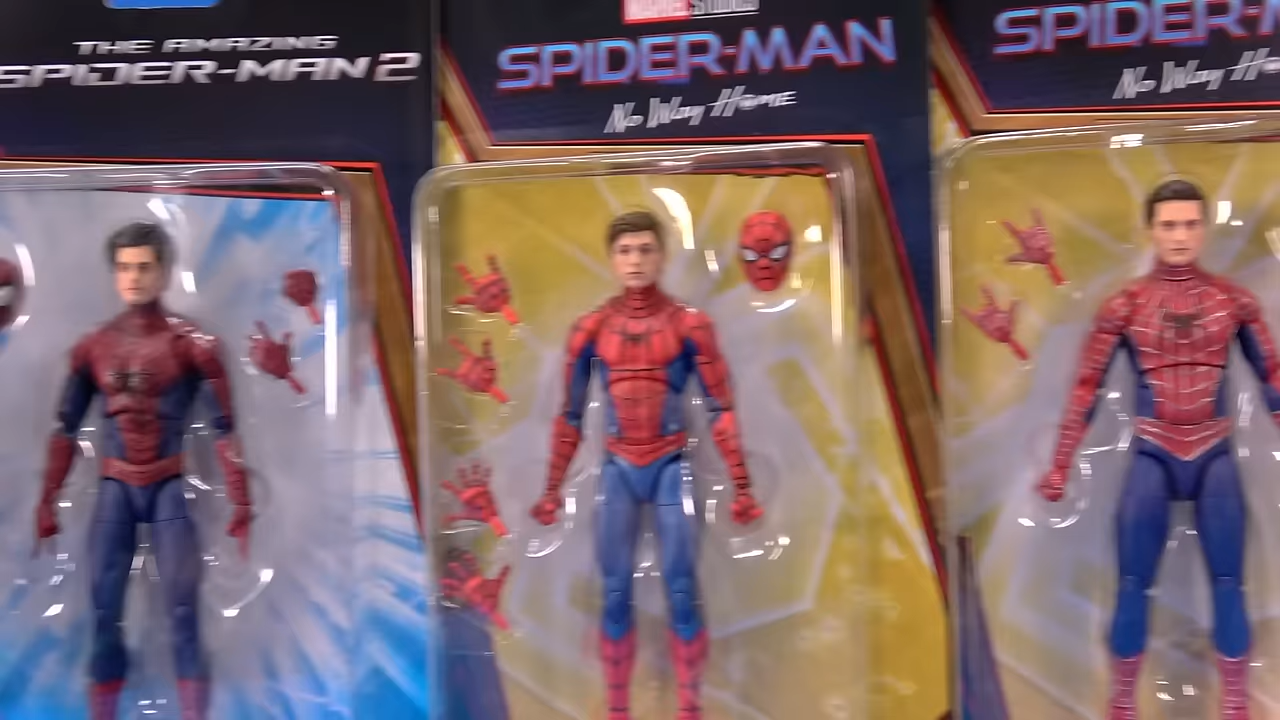 THE AMAZING
SPIDER-MAN 2
MARVEL STUDIOS
SPIDER-MAN
No Way Home
SPIDER-M
No Way Ho